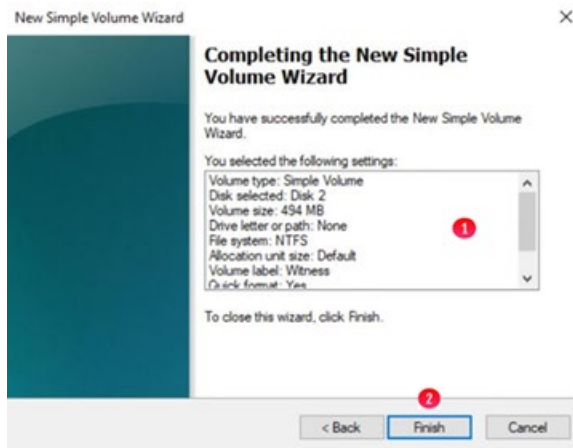 New Simple Volume Wizard
Completing the New Simple
Volume Wizard
You have successfully completed the New Simple Volume
Wizard.
You selected the following settings:
Volume type: Simple Volume
Disk selected: Disk 2
Volume size: 494 MB
Drive letter or path: None
File system: NTFS
Allocation unit size: Default
Volume label: Witness
Quick format: Yes
1
To close this wizard, click Finish.
2
< Back Finish Cancel